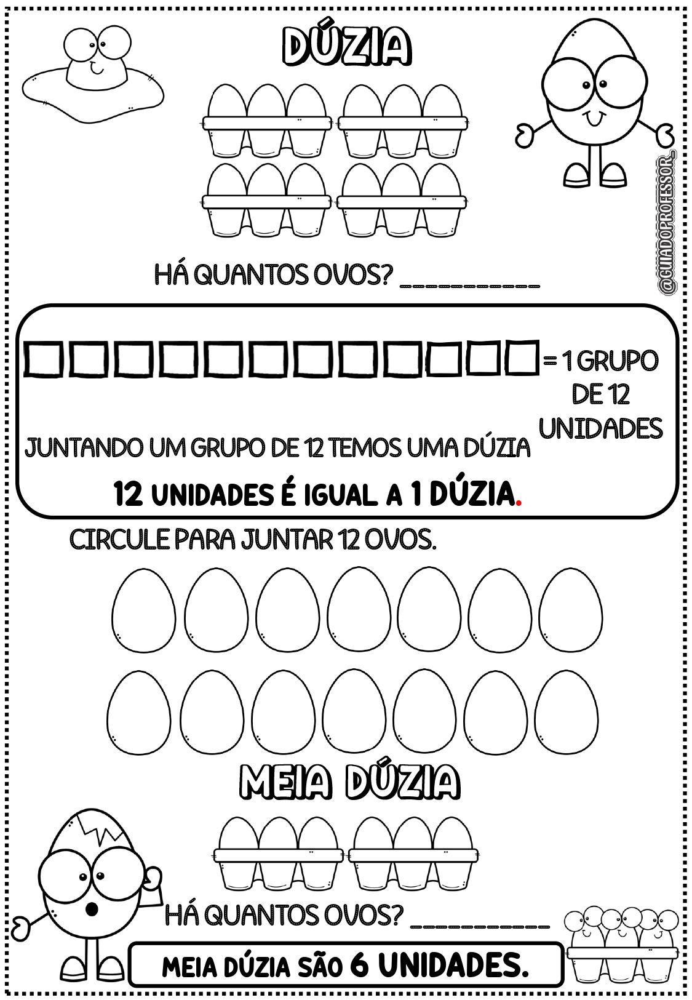 DÚZIA
@GUIADOPROFESSOR_
HÁ QUANTOS OVOS? __________
= 1 GRUPO
DE 12
UNIDADES
JUNTANDO UM GRUPO DE 12 TEMOS UMA DÚZIA
12 UNIDADES É IGUAL A 1 DÚZIA.
CIRCULE PARA JUNTAR 12 OVOS.
MEIA DÚZIA
HÁ QUANTOS OVOS? __________
MEIA DÚZIA SÃO 6 UNIDADES.